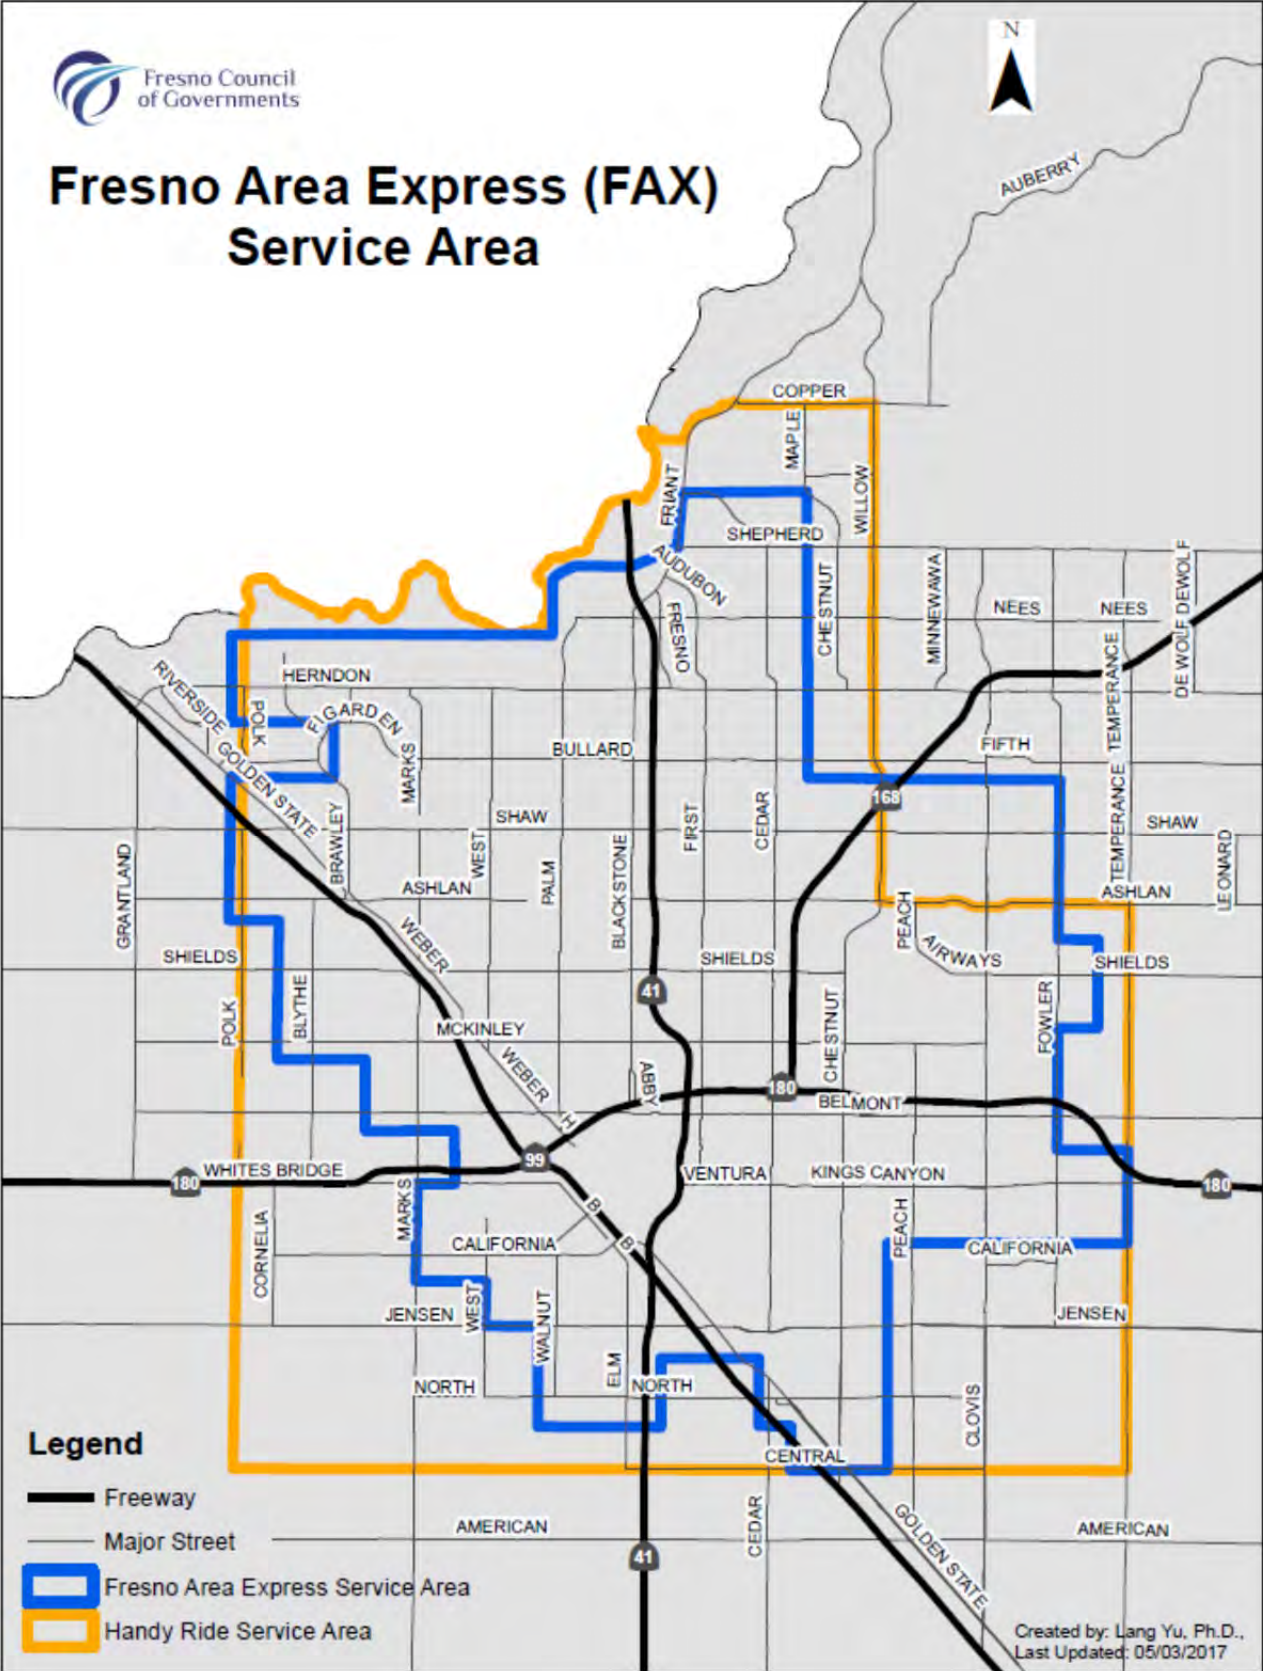 Fresno Council
of Governments
N
Fresno Area Express (FAX)
Service Area
AUBERRY
COPPER
MAPLE
WILLOW
FRIANT
SHEPHERD
AUDUBON
CHESTNUT
FRESNO
MINNEWAWA
NEES
NEES
DE WOLF
DEWOLF
TEMPERANCE
HERNDON
RIVERSIDE
POLK
FIGARDEN
GOLDEN STATE
MARKS
BULLARD
FIFTH
168
TEMPERANCE
SHAW
SHAW
BRAWLEY
WEST
PALM
BLACKSTONE
FIRST
CEDAR
LEONARD
GRANTLAND
ASHLAN
ASHLAN
PEACH
WEBER
SHIELDS
SHIELDS
AIRWAYS
SHIELDS
POLK
BLYTHE
41
FOWLER
MCKINLEY
CHESTNUT
WEBER
ABBY
H
180
BELMONT
99
WHITES BRIDGE
180
VENTURA
KINGS CANYON
180
MARKS
B
PEACH
CORNELIA
CALIFORNIA
B
CALIFORNIA
JENSEN
WEST
WALNUT
JENSEN
ELM
NORTH
NORTH
CLOVIS
CENTRAL
AMERICAN
CEDAR
GOLDEN STATE
AMERICAN
41
Legend
Freeway
Major Street
Fresno Area Express Service Area
Handy Ride Service Area
Created by: Lang Yu, Ph.D.,
Last Updated: 05/03/2017